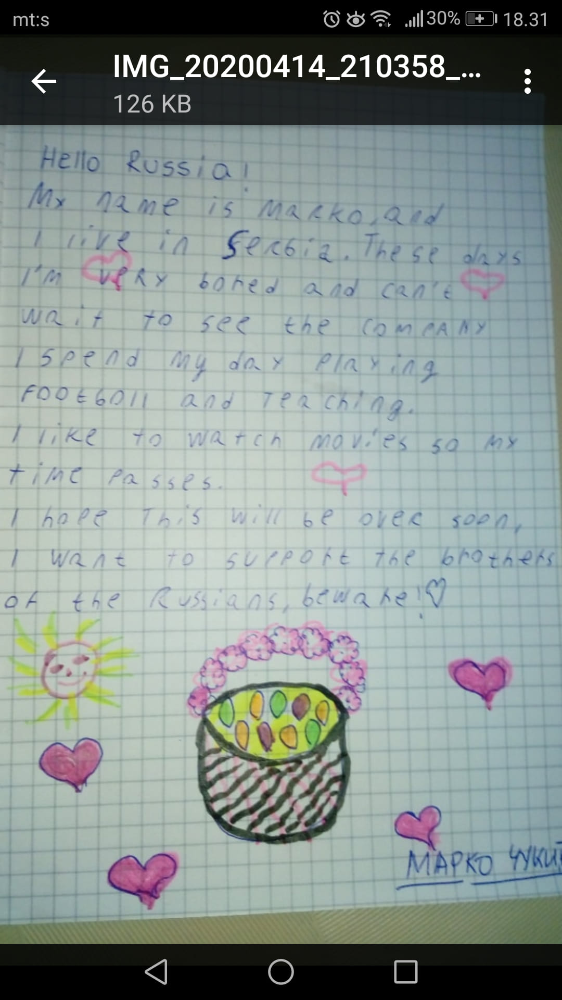 mt:s 30% 18.31
IMG_20200414_210358_...
126 KB
Hello Russia!
My name is Marko, and
I live in Serbia. These days
I'm very bored and can't
wait to see the company
I spend my day playing
footboll and teaching.
I like to watch movies so my
time passes.
I hope this will be over soon,
I want to support the brothers
of the Russians, beware!
МАРКО